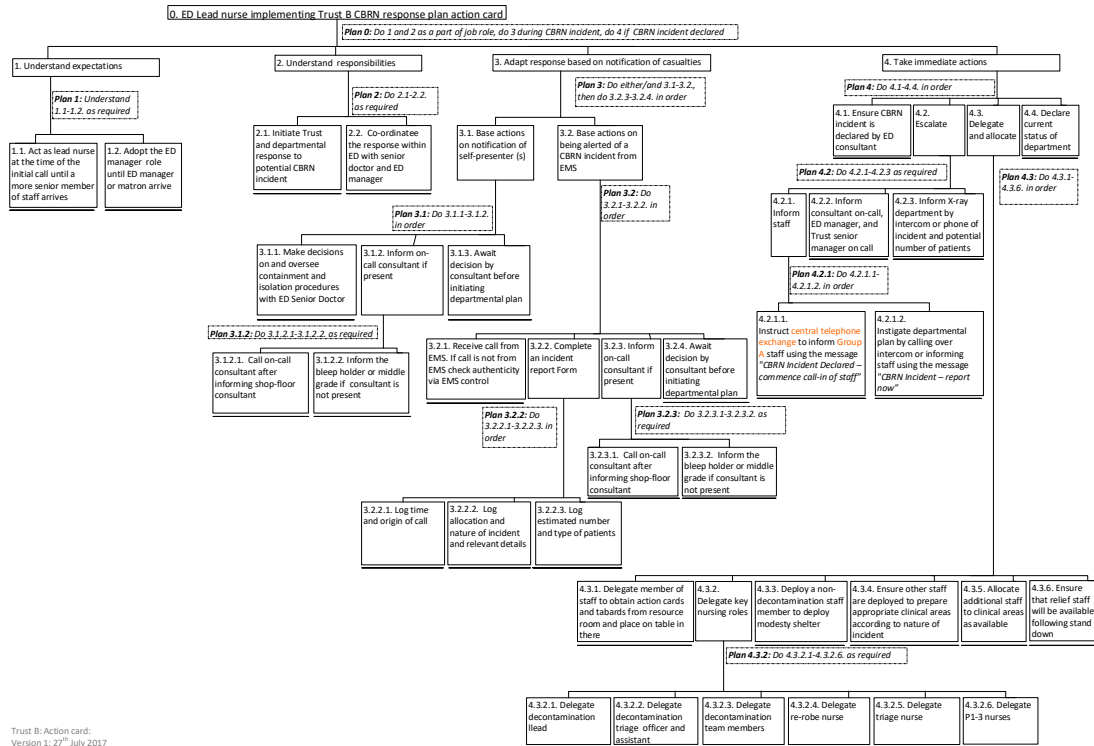 0. ED Lead nurse implementing Trust B CBRN response plan action card
Plan 0: Do 1 and 2 as a part of job role, do 3 during CBRN incident, do 4 if CBRN incident declared
1. Understand expectations
2. Understand responsibilities
3. Adapt response based on notification of casualties
4. Take immediate actions
Plan 1: Understand
1.1-1.2. as required
Plan 2: Do 2.1-2.2.
as required
Plan 3: Do either/and 3.1-3.2.,
then do 3.2.3-3.2.4. in order
Plan 4: Do 4.1-4.4. in order
1.1. Act as lead nurse
at the time of the
initial call until a
more senior member
of staff arrives
1.2. Adopt the ED
manager role
until ED manager
or matron arrive
2.1. Initiate Trust
and departmental
response to
potential CBRN
incident
2.2. Co-ordinatee
the response within
ED with senior
doctor and ED
manager
3.1. Base actions
on notification of
self-presenter (s)
3.2. Base actions on
being alerted of a
CBRN incident from
EMS
4.1. Ensure CBRN
incident is
declared by ED
consultant
4.2.
Escalate
4.3.
Delegate
and allocate
4.4. Declare
current
status of
department
Plan 4.2: Do 4.2.1-4.2.3 as required
Plan 4.3: Do 4.3.1-
4.3.6. in order
Plan 3.1: Do 3.1.1-3.1.2.
in order
Plan 3.2: Do
3.2.1-3.2.2. in
order
4.2.1.
Inform
staff
4.2.2. Inform
consultant on-call,
ED manager, and
Trust senior
manager on call
4.2.3. Inform X-ray
department by
intercom or phone of
incident and potential
number of patients
3.1.1. Make decisions
on and oversee
containment and
isolation procedures
with ED Senior Doctor
3.1.2. Inform on-
call consultant if
present
3.1.3. Await
decision by
consultant before
initiating
departmental plan
Plan 4.2.1: Do 4.2.1.1-
4.2.1.2. in order
Plan 3.1.2: Do 3.1.2.1-3.1.2.2. as required
3.1.2.1. Call on-call
consultant after
informing shop-floor
consultant
3.1.2.2. Inform the
bleep holder or middle
grade if consultant is
not present
3.2.1. Receive call from
EMS. If call is not from
EMS check authenticity
via EMS control
3.2.2. Complete
an incident
report Form
3.2.3. Inform
on-call
consultant if
present
3.2.4. Await
decision by
consultant before
initiating
departmental plan
4.2.1.1.
Instruct central telephone
exchange to inform Group
A staff using the message
"CBRN Incident Declared –
commence call-in of staff"
4.2.1.2.
Instigate departmental
plan by calling over
intercom or informing
staff using the message
"CBRN Incident – report
now"
Plan 3.2.2: Do
3.2.2.1-3.2.2.3. in
order
Plan 3.2.3: Do 3.2.3.1-3.2.3.2. as
required
3.2.3.1. Call on-call
consultant after
informing shop-floor
consultant
3.2.3.2. Inform the
bleep holder or middle
grade if consultant is
not present
3.2.2.1. Log time
and origin of call
3.2.2.2. Log
allocation and
nature of incident
and relevant details
3.2.2.3. Log
estimated number
and type of patients
4.3.1. Delegate member of
staff to obtain action cards
and tabards from resource
room and place on table in
there
4.3.2.
Delegate key
nursing roles
4.3.3. Deploy a non-
decontamination staff
member to deploy
modesty shelter
4.3.4. Ensure other staff
are deployed to prepare
appropriate clinical areas
according to nature of
incident
4.3.5. Allocate
additional staff
to clinical areas
as available
4.3.6. Ensure
that relief staff
will be available
following stand
down
Plan 4.3.2: Do 4.3.2.1-4.3.2.6. as required
4.3.2.1. Delegate
decontamination
llead
4.3.2.2. Delegate
decontamination
triage officer and
assistant
4.3.2.3. Delegate
decontamination
team members
4.3.2.4. Delegate
re-robe nurse
4.3.2.5. Delegate
triage nurse
4.3.2.6. Delegate
P1-3 nurses
Trust B: Action card:
Version 1: 27th July 2017